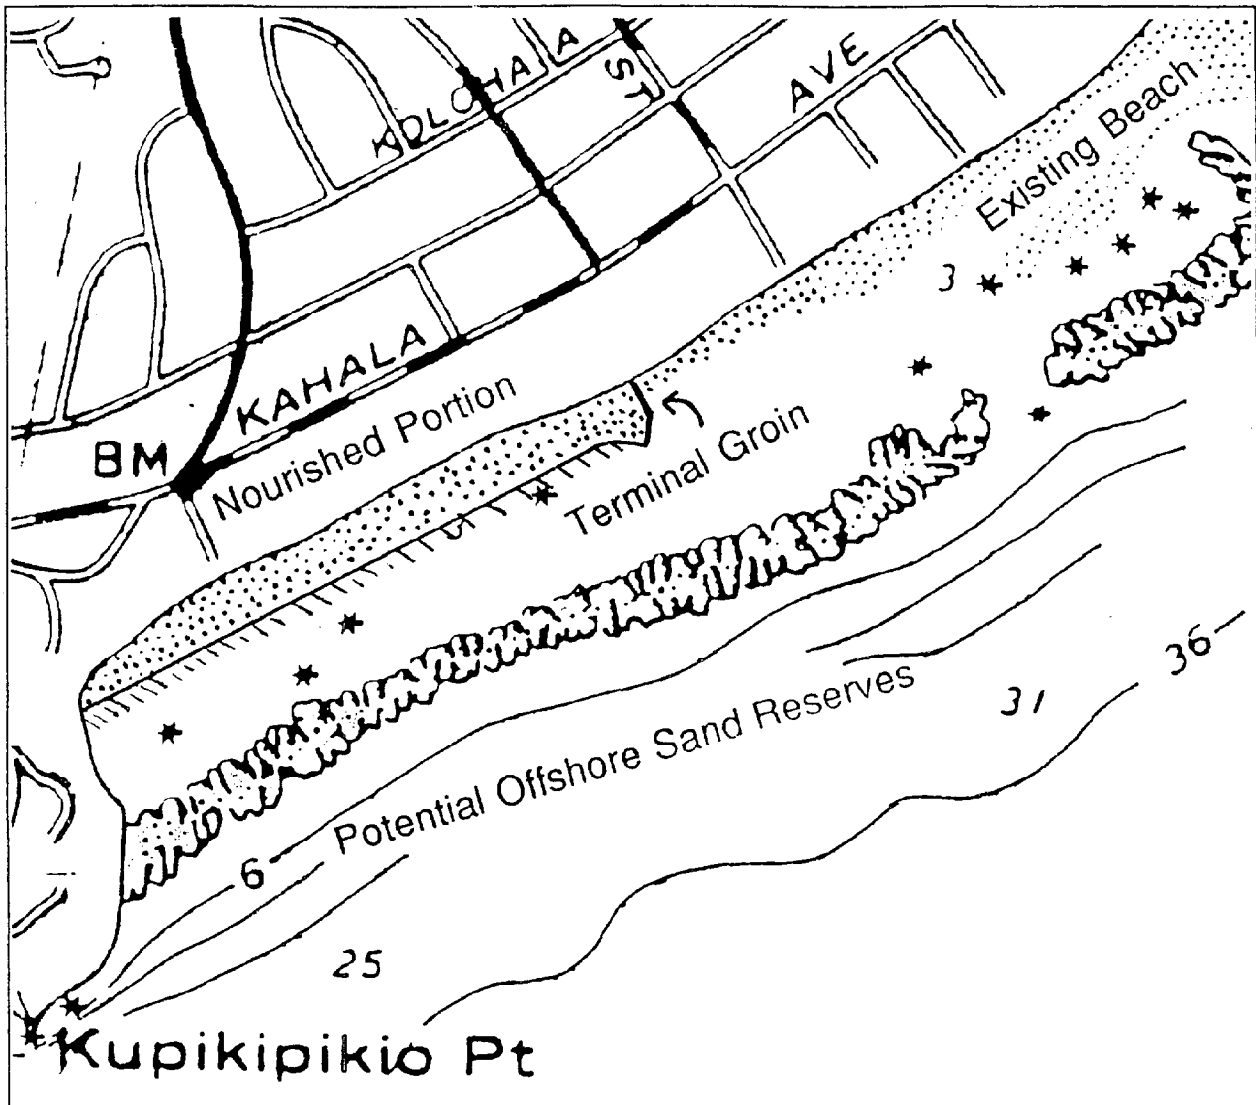 KOLOHALA
ST
AVE
Existing Beach
3
KAHALA
BM
Nourished Portion
Terminal Groin
36
31
Potential Offshore Sand Reserves
6
25
Kupikipikio Pt